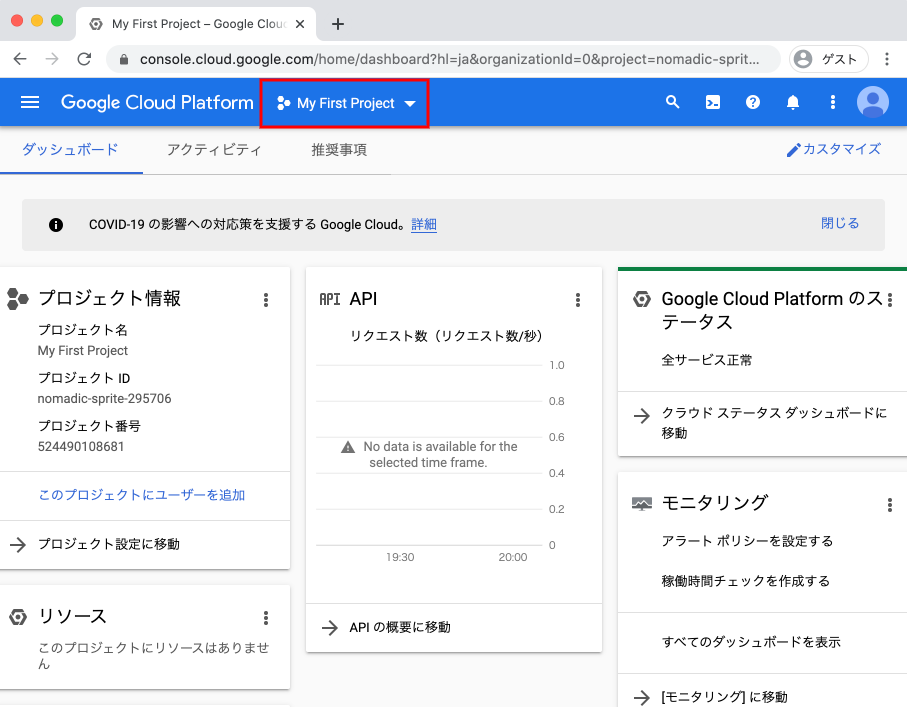 My First Project – Google Clou
console.cloud.google.com/home/dashboard?hl=ja&organizationId=0&project=nomadic-sprite...
ゲスト
Google Cloud Platform
My First Project
ダッシュボード
アクティビティ
推奨事項
カスタマイズ
COVID-19 の影響への対応策を支援する Google Cloud。詳細
閉じる
プロジェクト情報
プロジェクト名
My First Project
プロジェクト ID
nomadic-sprite-295706
プロジェクト番号
524490108681
このプロジェクトにユーザーを追加
プロジェクト設定に移動
リソース
このプロジェクトにリソースはありませ
ん
API API
リクエスト数（リクエスト数/秒）
1.0
0.8
0.6
No data is available for the
selected time frame.
0.4
0.2
0
19:30
20:00
API の概要に移動
Google Cloud Platform のス
テータス
全サービス正常
クラウド ステータス ダッシュボードに
移動
モニタリング
アラート ポリシーを設定する
稼働時間チェックを作成する
すべてのダッシュボードを表示
[モニタリング] に移動